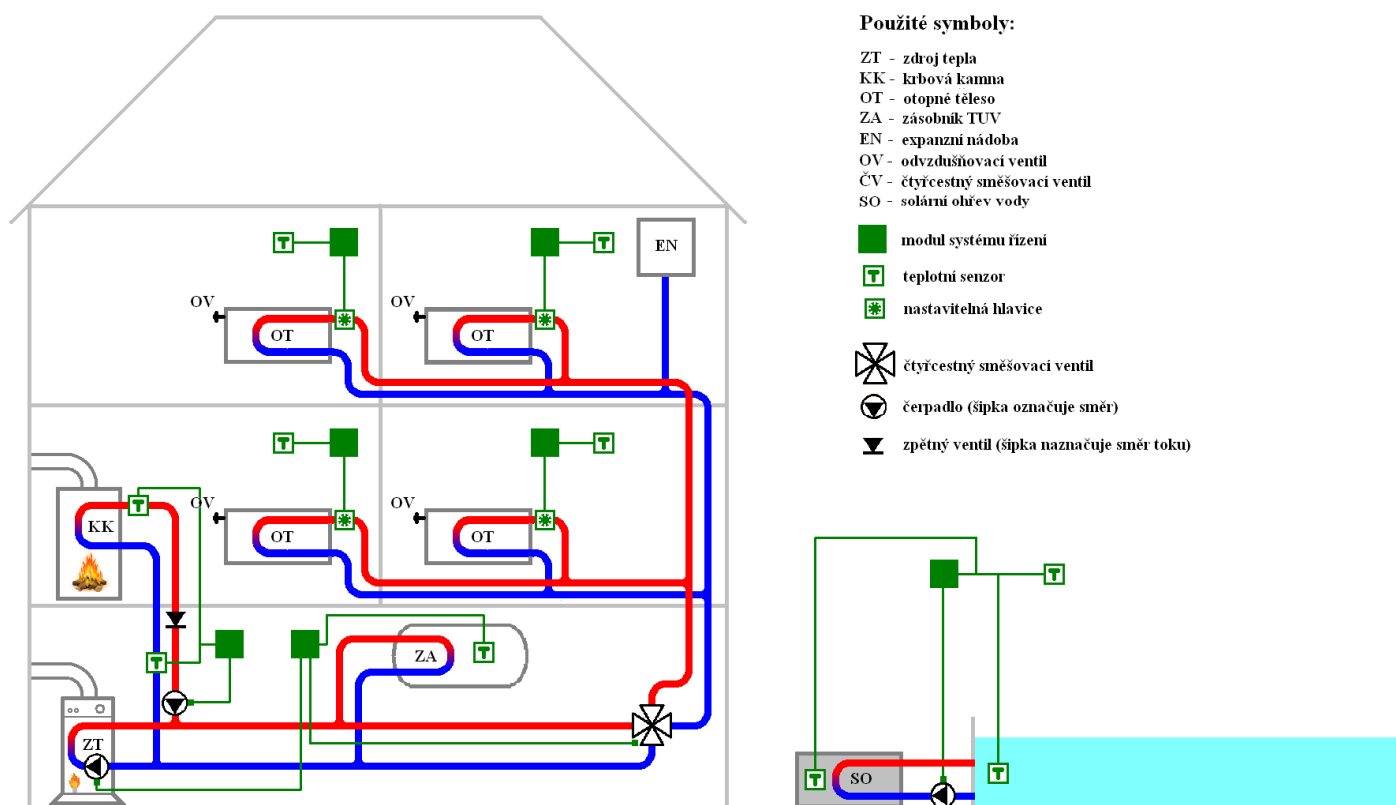 Použité symboly:
ZT - zdroj tepla
KK - krbová kamna
OT - otopné těleso
ZA - zásobník TUV
EN - expanzní nádoba
OV - odvzdušňovací ventil
ČV - čtyřcestný směšovací ventil
SO - solární ohřev vody
modul systému řízení
T teplotní senzor
nastavitelná hlavice
čtyřcestný směšovací ventil
čerpadlo (šipka označuje směr)
zpětný ventil (šipka naznačuje směr toku)
T T EN
OV OV
OT OT
T T
OV OV
T
KK OT OT
T ZA T
ZT
T
T SO T